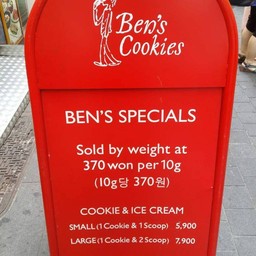 Ben's
Cookies
BEN'S SPECIALS
Sold by weight at
370 won per 10g
(10g당 370원)
COOKIE & ICE CREAM
SMALL (1 Cookie & 1 Scoop) 5,900
LARGE (1 Cookie & 2 Scoop) 7,900